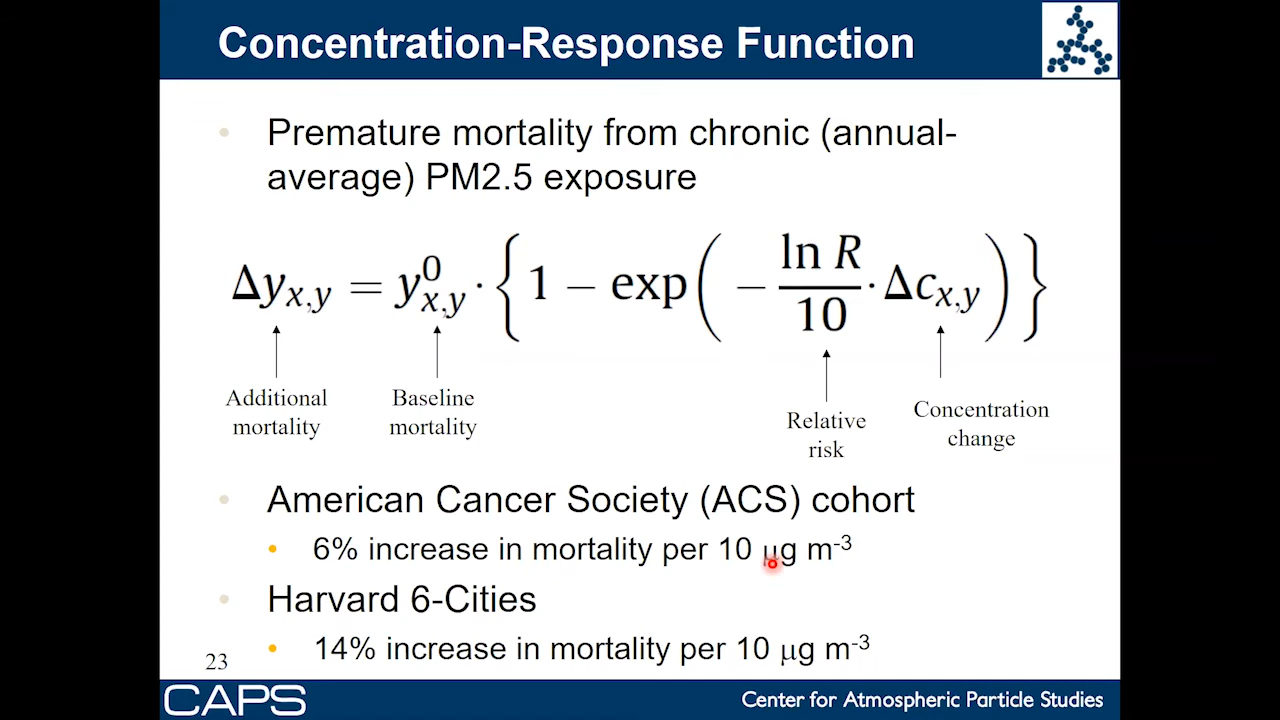 Concentration-Response Function
• Premature mortality from chronic (annual-
average) PM2.5 exposure
Δy_{x,y} = y^0_{x,y} · { 1 − exp( − \frac{ln R}{10} · Δc_{x,y} ) }
Additional
mortality
Baseline
mortality
Relative
risk
Concentration
change
• American Cancer Society (ACS) cohort
• 6% increase in mortality per 10 μg m⁻³
• Harvard 6-Cities
• 14% increase in mortality per 10 μg m⁻³
23
CAPS
Center for Atmospheric Particle Studies